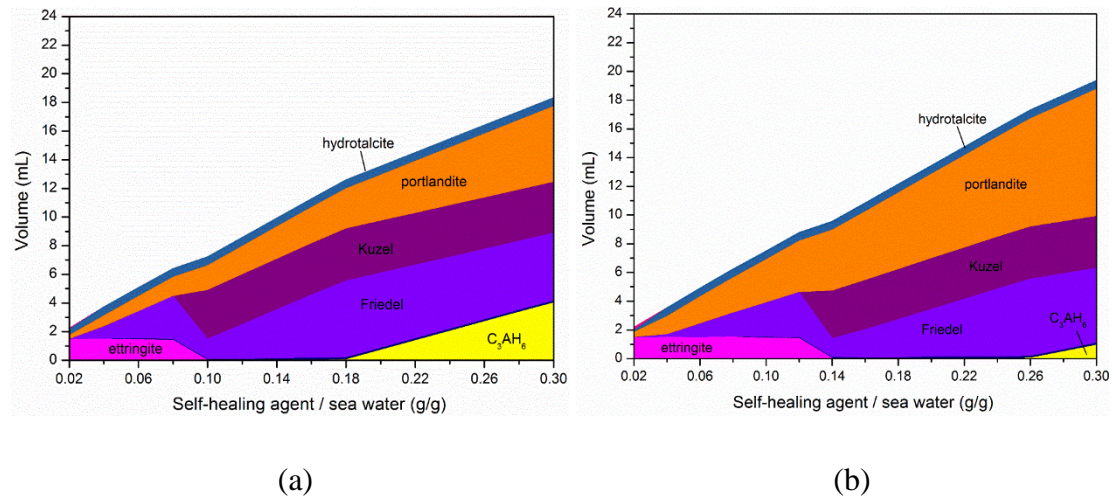 24
22
20
18
16
14
12
10
8
6
4
2
0
Volume (mL)
hydrotalcite
portlandite
Kuzel
Friedel
ettringite
C₃AH₆
0.02 0.06 0.10 0.14 0.18 0.22 0.26 0.30
Self-healing agent / sea water (g/g)
(a)
24
22
20
18
16
14
12
10
8
6
4
2
0
Volume (mL)
hydrotalcite
portlandite
Kuzel
C₃AH₆
Friedel
ettringite
0.02 0.06 0.10 0.14 0.18 0.22 0.26 0.30
Self-healing agent / sea water (g/g)
(b)